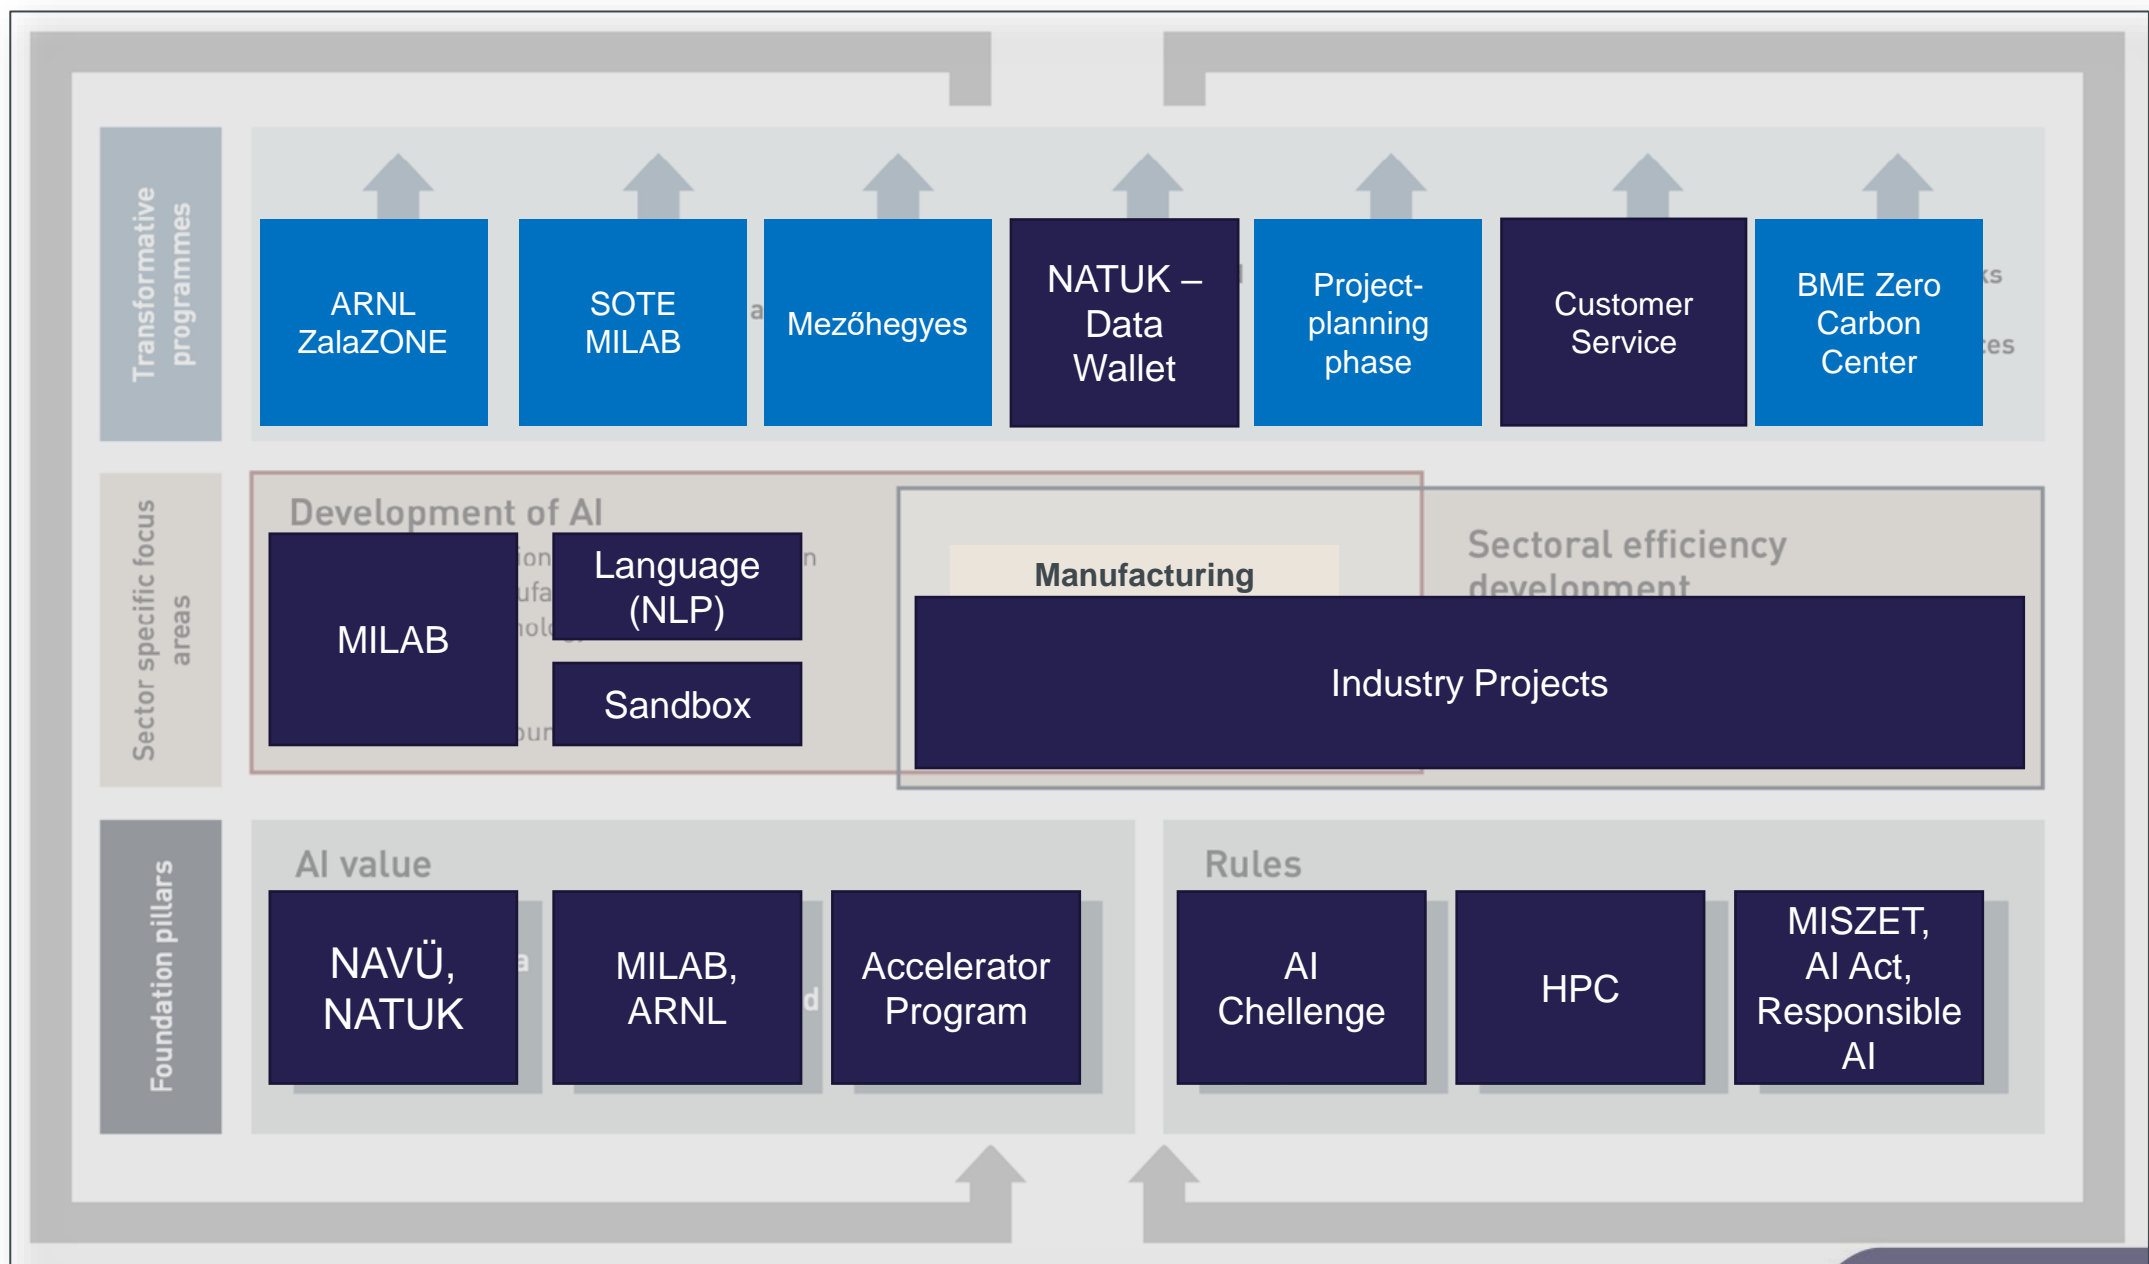 Transformative
programmes
ARNL
ZalaZONE
SOTE
MILAB
Mezőhegyes
NATUK –
Data
Wallet
Project-
planning
phase
Customer
Service
BME Zero
Carbon
Center
Sector specific focus
areas
Development of AI
MILAB
Language
(NLP)
Sandbox
Manufacturing
Sectoral efficiency
development
Industry Projects
Foundation pillars
AI value
NAVÜ,
NATUK
MILAB,
ARNL
Accelerator
Program
Rules
AI
Chellenge
HPC
MISZET,
AI Act,
Responsible
AI